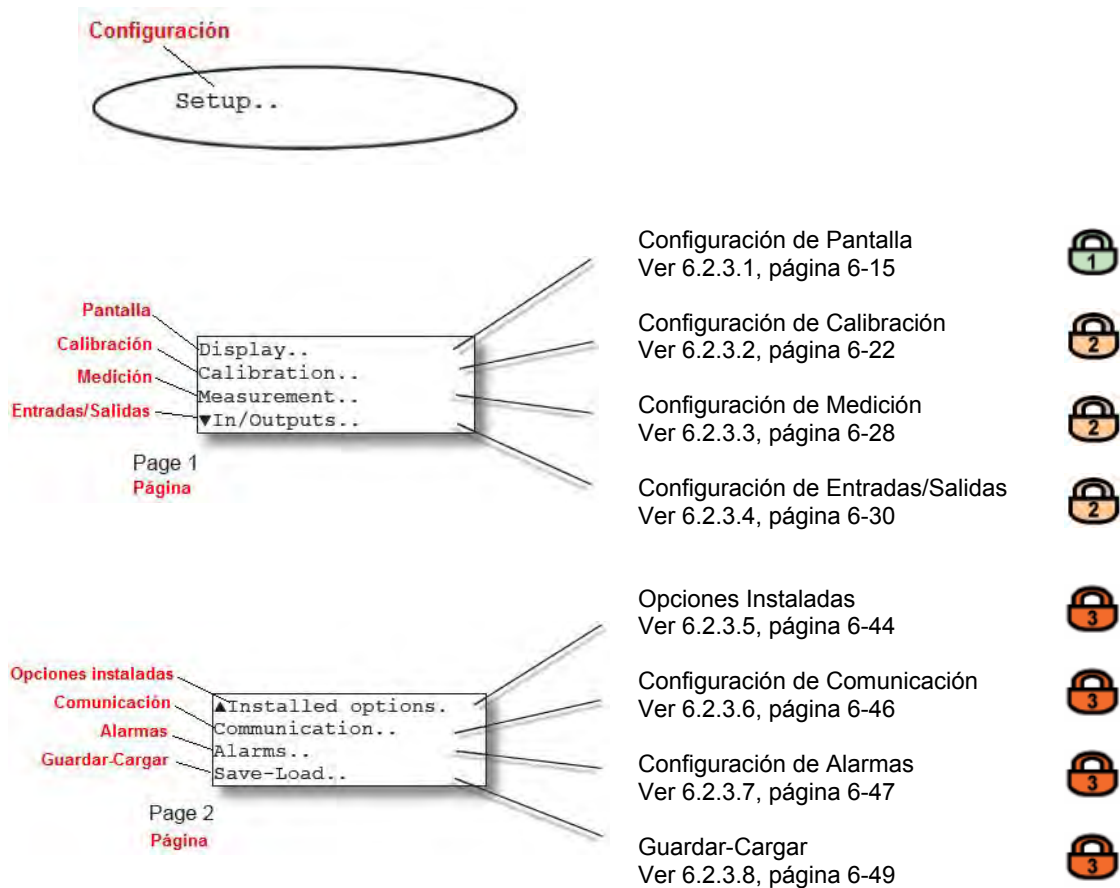 Configuración
Setup..
Configuración de Pantalla
Ver 6.2.3.1, página 6-15
1
Configuración de Calibración
Ver 6.2.3.2, página 6-22
2
Configuración de Medición
Ver 6.2.3.3, página 6-28
2
Configuración de Entradas/Salidas
Ver 6.2.3.4, página 6-30
2
Pantalla
Calibración
Medición
Entradas/Salidas
Display..
Calibration..
Measurement..
▼In/Outputs..
Page 1
Página
Opciones Instaladas
Ver 6.2.3.5, página 6-44
3
Configuración de Comunicación
Ver 6.2.3.6, página 6-46
3
Configuración de Alarmas
Ver 6.2.3.7, página 6-47
3
Guardar-Cargar
Ver 6.2.3.8, página 6-49
3
Opciones instaladas
Comunicación
Alarmas
Guardar-Cargar
▲Installed options.
Communication..
Alarms..
Save-Load..
Page 2
Página